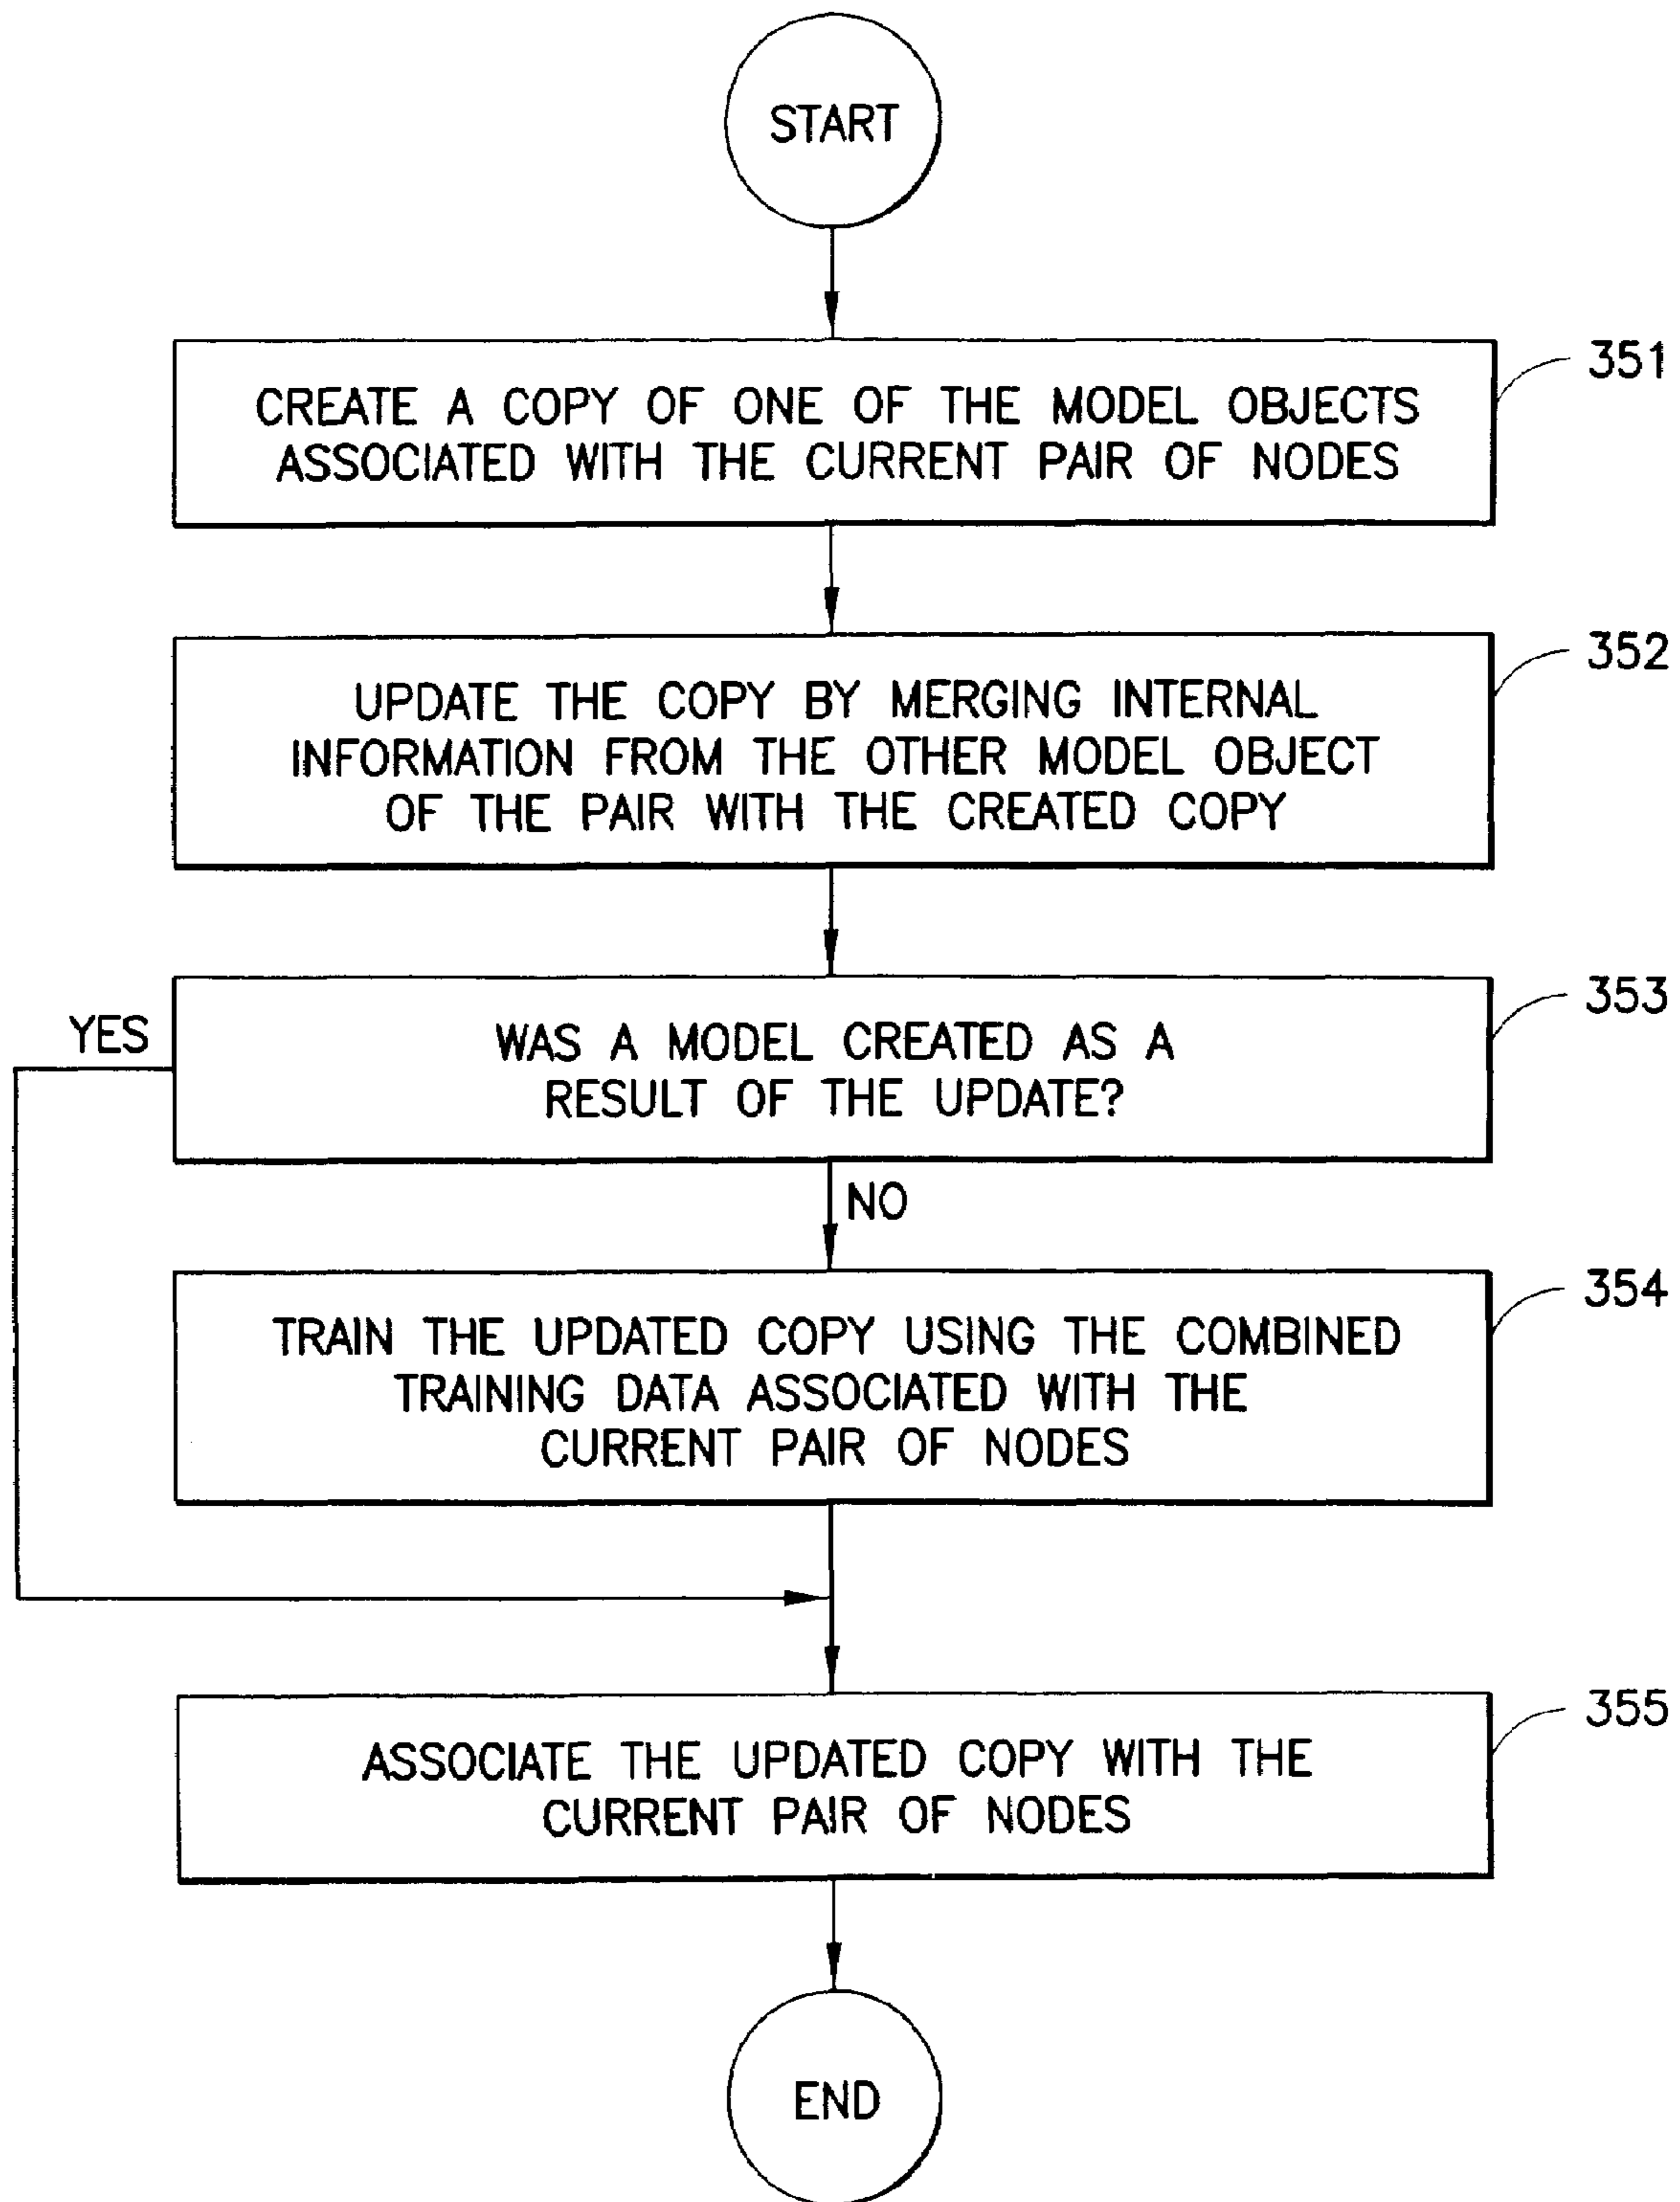 START
351
CREATE A COPY OF ONE OF THE MODEL OBJECTS
ASSOCIATED WITH THE CURRENT PAIR OF NODES
352
UPDATE THE COPY BY MERGING INTERNAL
INFORMATION FROM THE OTHER MODEL OBJECT
OF THE PAIR WITH THE CREATED COPY
353
YES
WAS A MODEL CREATED AS A
RESULT OF THE UPDATE?
NO
354
TRAIN THE UPDATED COPY USING THE COMBINED
TRAINING DATA ASSOCIATED WITH THE
CURRENT PAIR OF NODES
355
ASSOCIATE THE UPDATED COPY WITH THE
CURRENT PAIR OF NODES
END